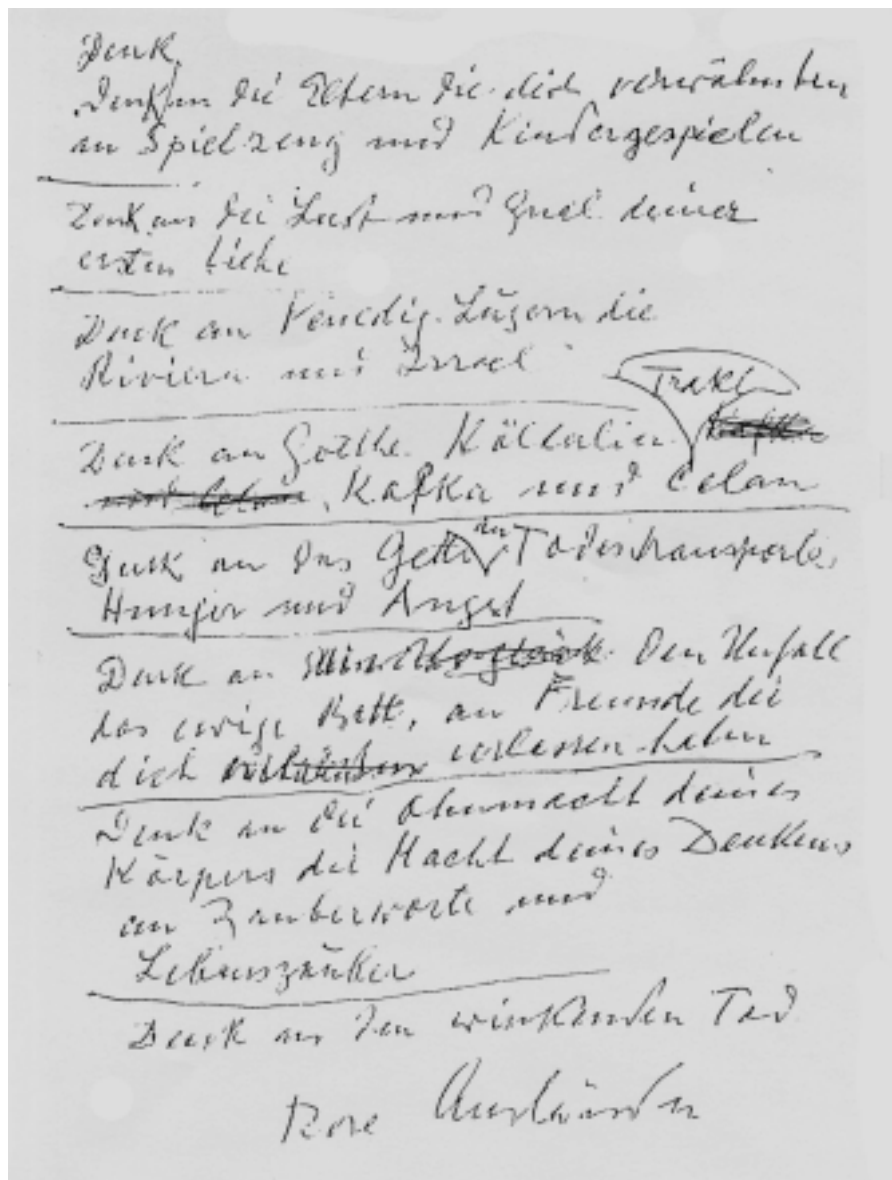 Denk
Denk an die Eltern die dich verwöhnten
an Spielzeug und Kindergespielen
Denk an die Lust und Qual deiner
ersten Liebe
Denk an Venedig Luzern die
Riviera und Israel
Trakl
Denk an Goethe Hölderlin Kafka
und Celan, Kafka und Celan
der
Denk an das Getto Todestransporte,
Hunger und Angst
Denk an den Unfall
das ewige Bett, an Freunde die
dich verlassen haben
Denk an die Ohnmacht deines
Körpers die Macht deines Denkens
an Zauberworte und
Lebenszauber
Denk an den winkenden Tod
Rose Ausländer